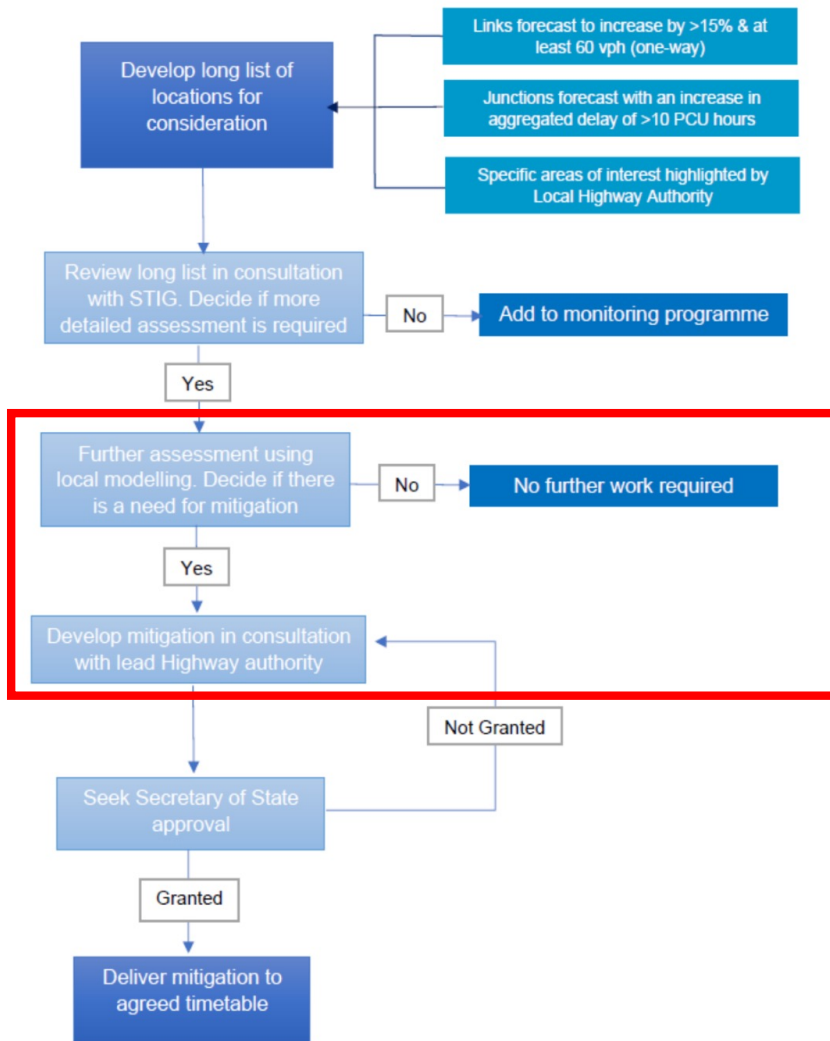 Links forecast to increase by >15% & at
least 60 vph (one-way)
Develop long list of
locations for
consideration
Junctions forecast with an increase in
aggregated delay of >10 PCU hours
Specific areas of interest highlighted by
Local Highway Authority
Review long list in consultation
with STIG. Decide if more
detailed assessment is required
No
Add to monitoring programme
Yes
Further assessment using
local modelling. Decide if there
is a need for mitigation
No
No further work required
Yes
Develop mitigation in consultation
with lead Highway authority
Not Granted
Seek Secretary of State
approval
Granted
Deliver mitigation to
agreed timetable